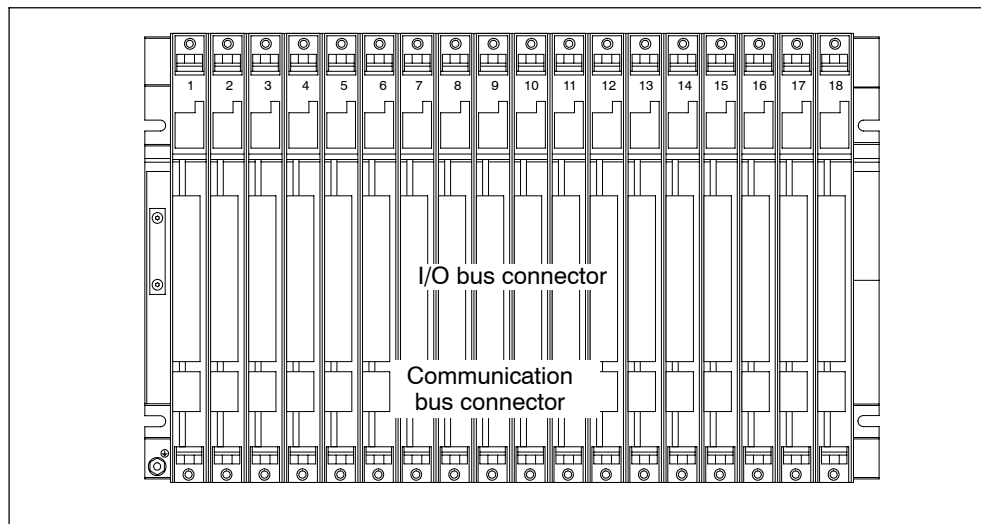 1 2 3 4 5 6 7 8 9 10 11 12 13 14 15 16 17 18
I/O bus connector
Communication
bus connector